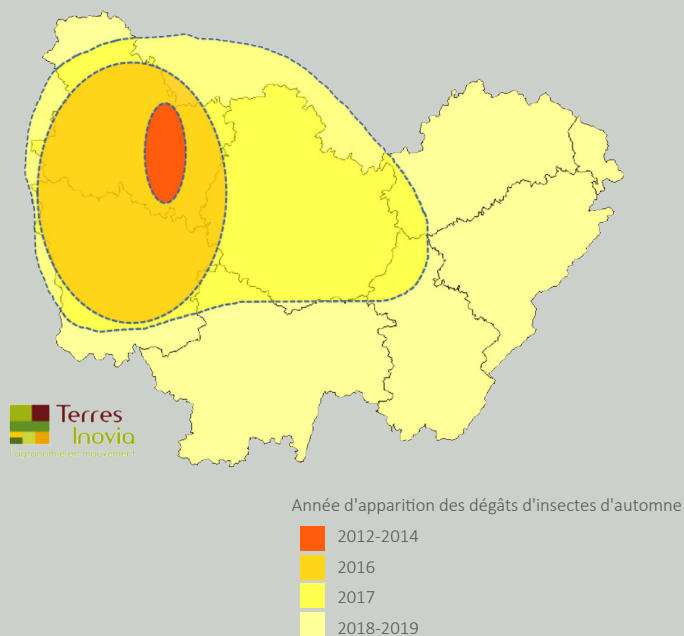 Terres
Inovia
l'agronomie en mouvement
Année d'apparition des dégâts d'insectes d'automne
2012-2014
2016
2017
2018-2019